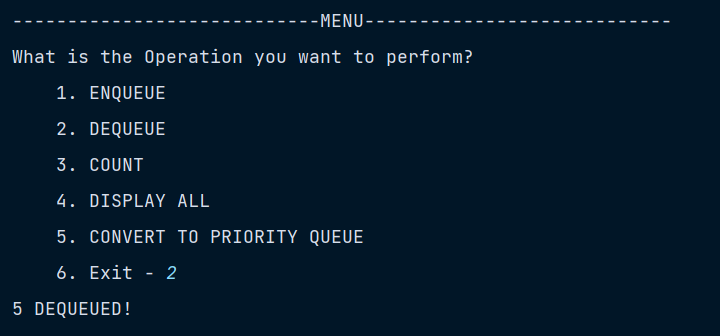 ----------------------------MENU----------------------------
What is the Operation you want to perform?
1. ENQUEUE
2. DEQUEUE
3. COUNT
4. DISPLAY ALL
5. CONVERT TO PRIORITY QUEUE
6. Exit - 2
5 DEQUEUED!